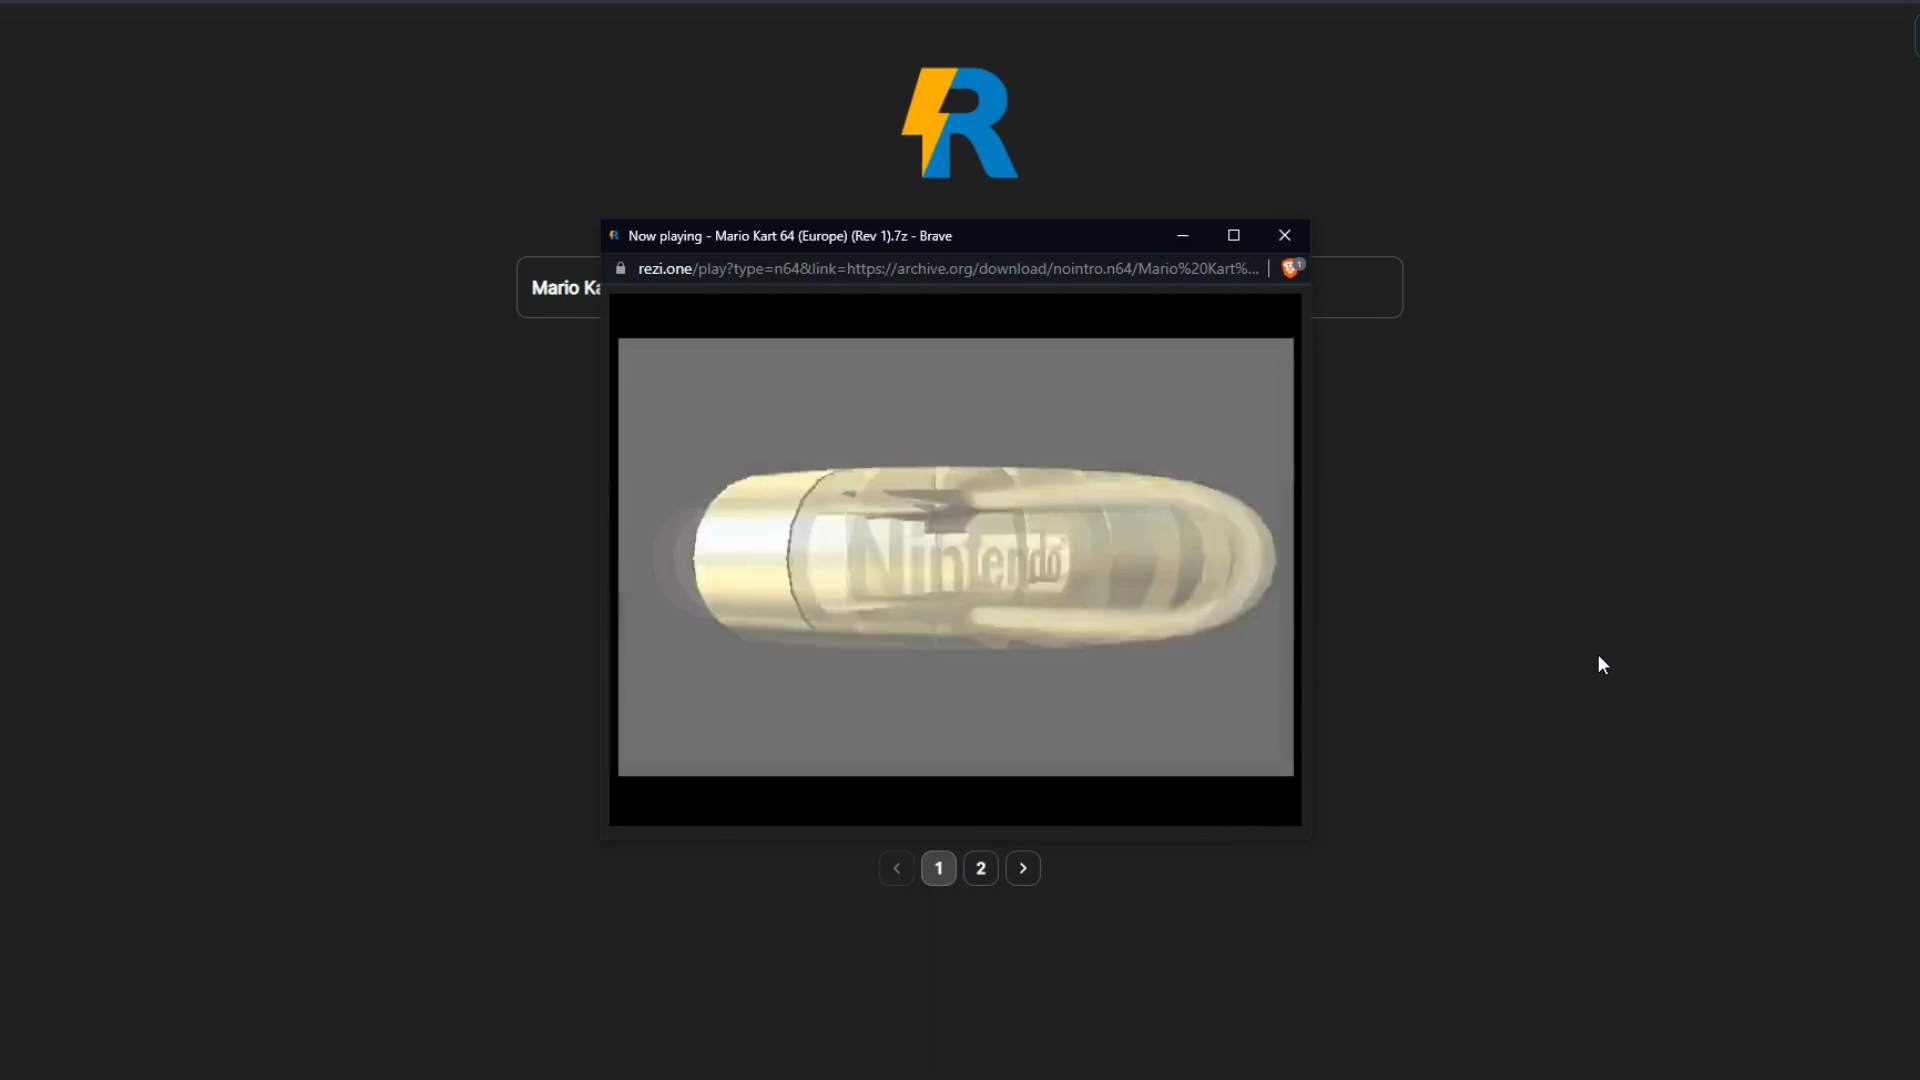 R
Now playing - Mario Kart 64 (Europe) (Rev 1).7z - Brave
rezi.one/play?type=n64&link=https://archive.org/download/nointro.n64/Mario%20Kart%...
1
Mario Ka
Nintendo
1
2